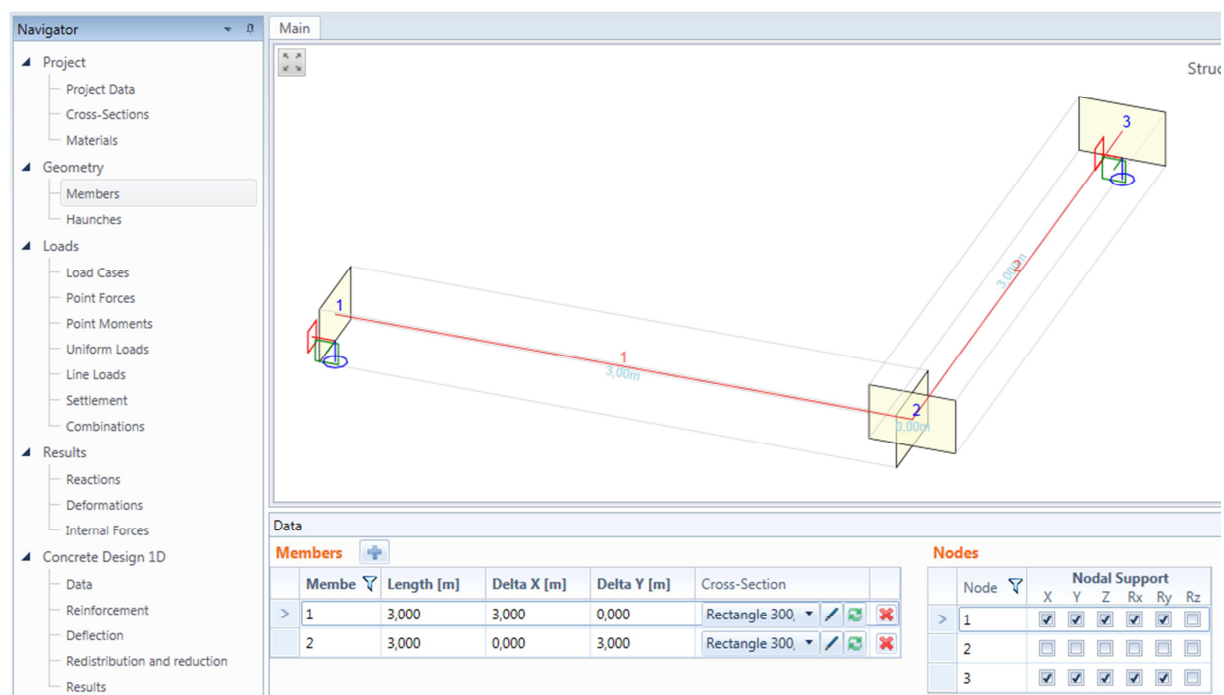 Navigator
Project
Project Data
Cross-Sections
Materials
Geometry
Members
Haunches
Loads
Load Cases
Point Forces
Point Moments
Uniform Loads
Line Loads
Settlement
Combinations
Results
Reactions
Deformations
Internal Forces
Concrete Design 1D
Data
Reinforcement
Deflection
Redistribution and reduction
Results
Main
Struc
3
2
3,000m
1
1
3,00m
2
0,00m
Data
Members
Membe Length [m] Delta X [m] Delta Y [m] Cross-Section
> 1 3,000 3,000 0,000 Rectangle 300,
2 3,000 0,000 3,000 Rectangle 300,
Nodes
Node Nodal Support
X Y Z Rx Ry Rz
> 1
2
3